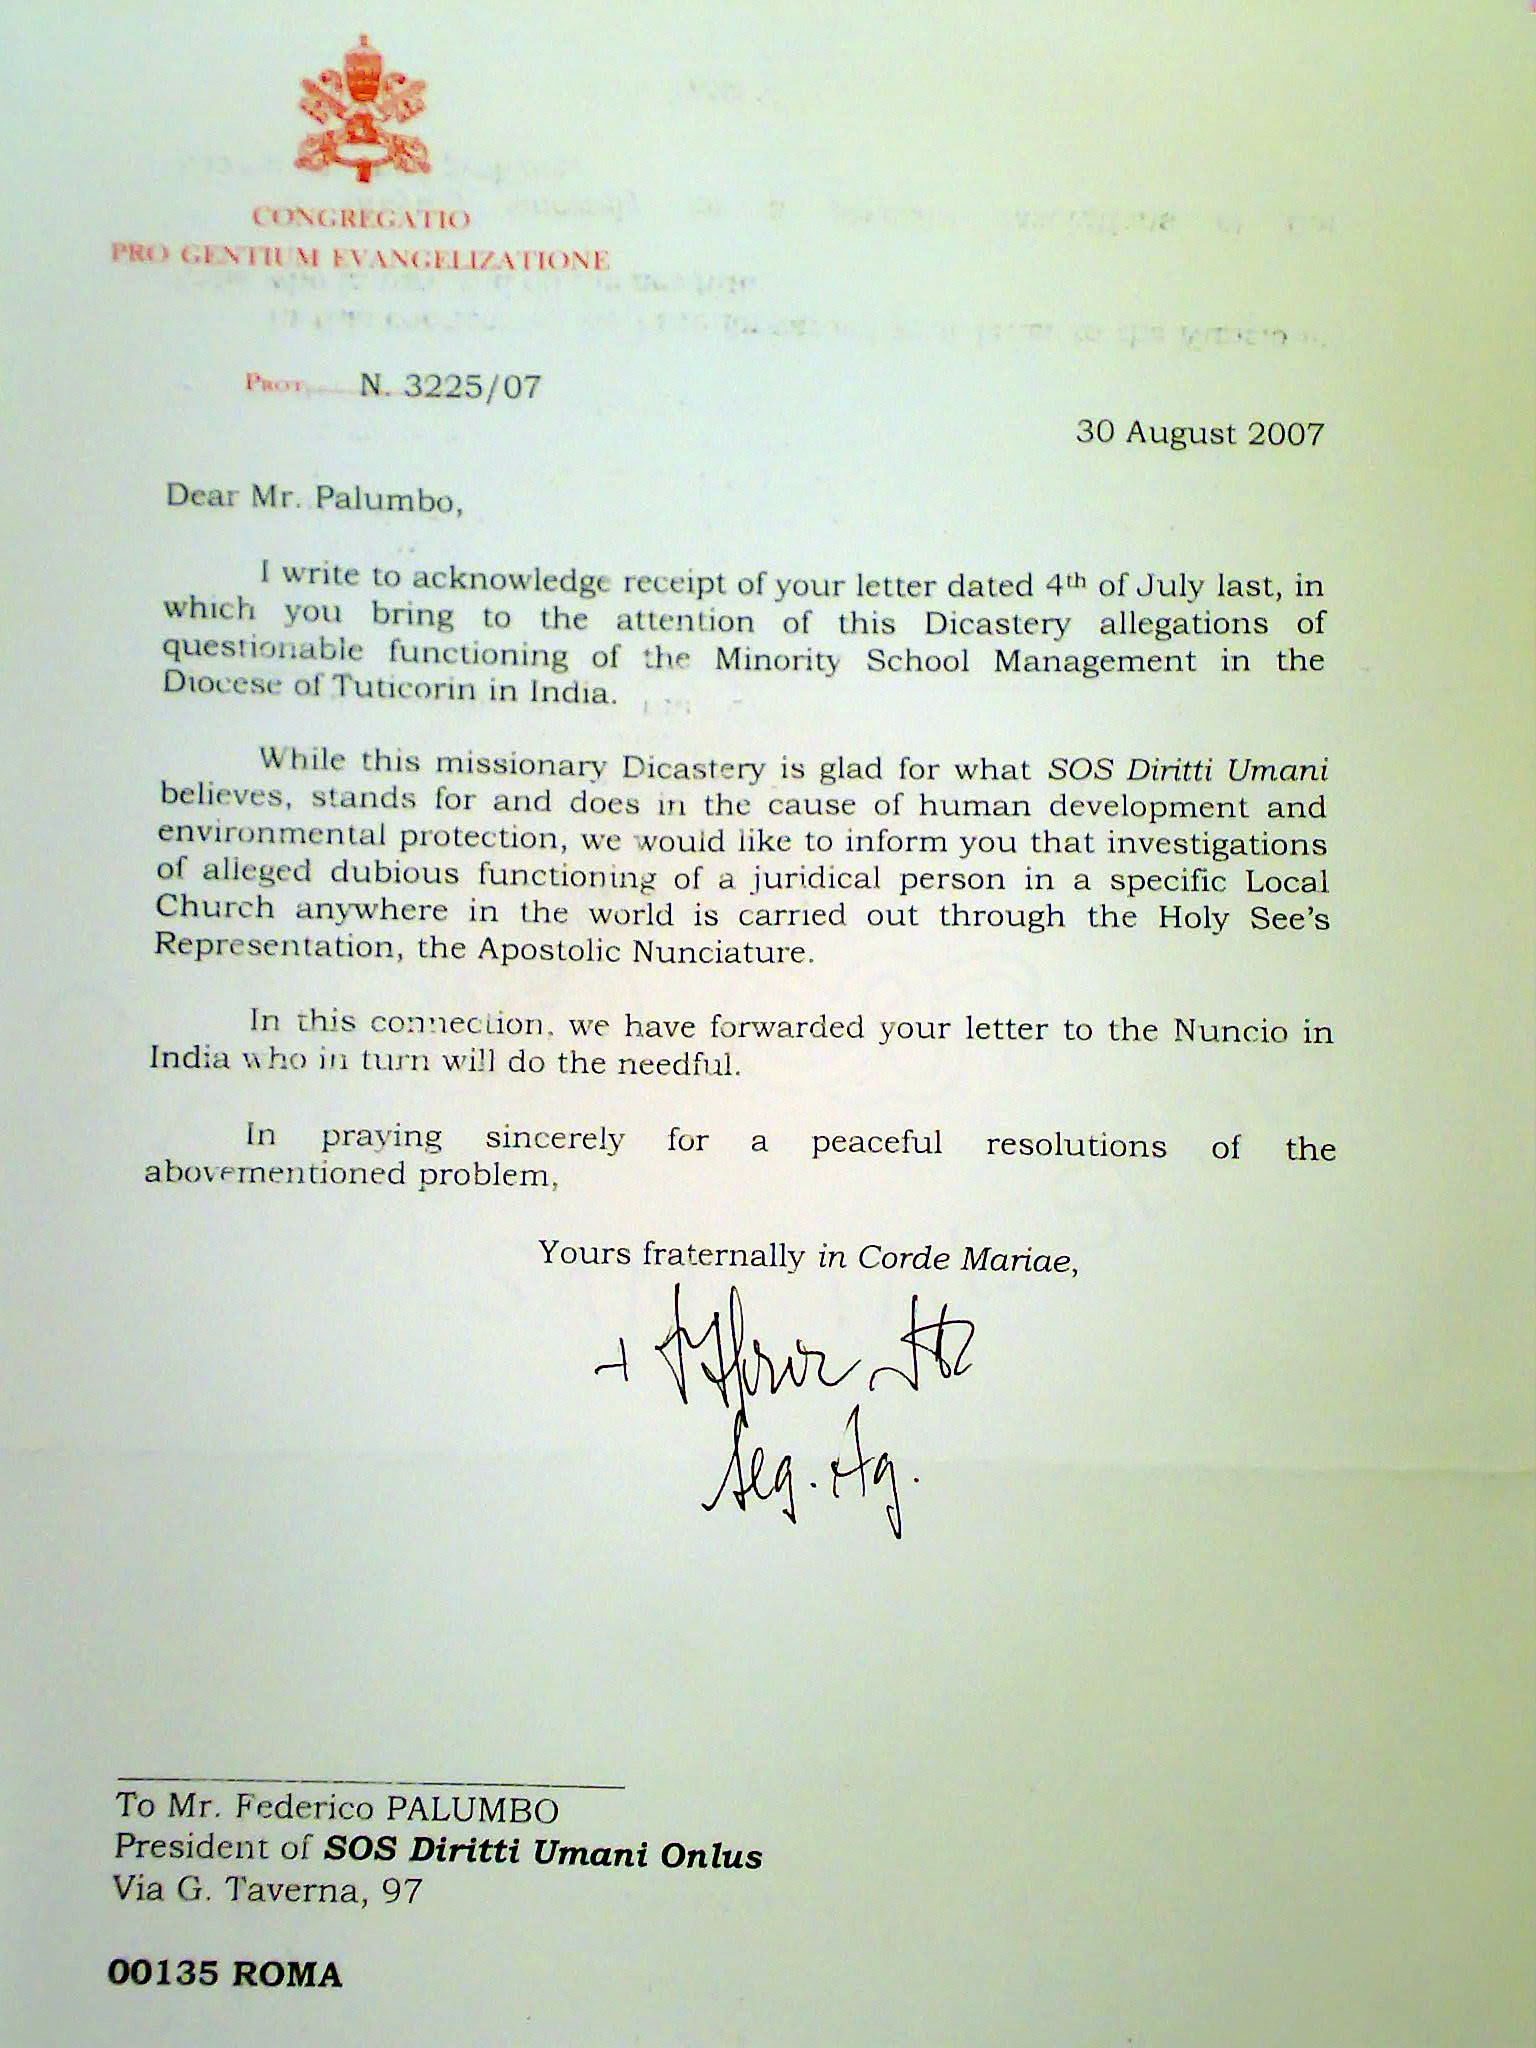 CONGREGATIO
PRO GENTIUM EVANGELIZATIONE
PROT. N. 3225/07
30 August 2007
Dear Mr. Palumbo,
I write to acknowledge receipt of your letter dated 4th of July last, in
which you bring to the attention of this Dicastery allegations of
questionable functioning of the Minority School Management in the
Diocese of Tuticorin in India.
While this missionary Dicastery is glad for what SOS Diritti Umani
believes, stands for and does in the cause of human development and
environmental protection, we would like to inform you that investigations
of alleged dubious functioning of a juridical person in a specific Local
Church anywhere in the world is carried out through the Holy See's
Representation, the Apostolic Nunciature.
In this connection, we have forwarded your letter to the Nuncio in
India who in turn will do the needful.
In praying sincerely for a peaceful resolutions of the
abovementioned problem,
Yours fraternally in Corde Mariae,
Seg. Ag.
To Mr. Federico PALUMBO
President of SOS Diritti Umani Onlus
Via G. Taverna, 97
00135 ROMA